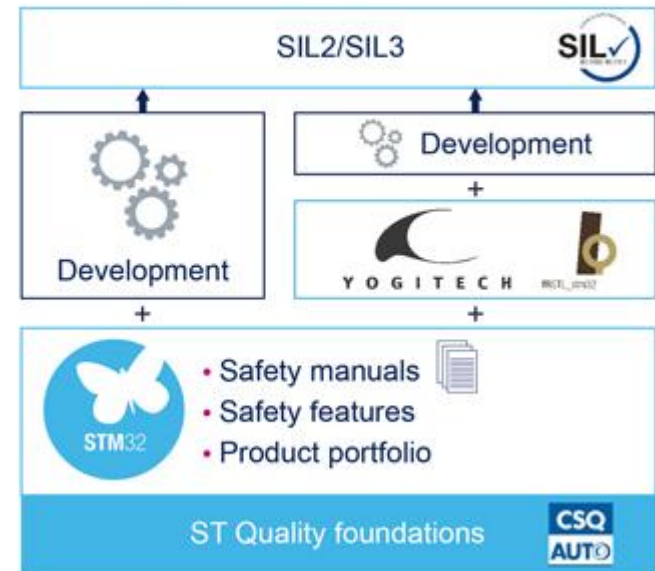 SIL2/SIL3
SIL
Development
+
Development
YOGITECH
+
+
STM32
• Safety manuals
• Safety features
• Product portfolio
ST Quality foundations
CSQ
AUTO